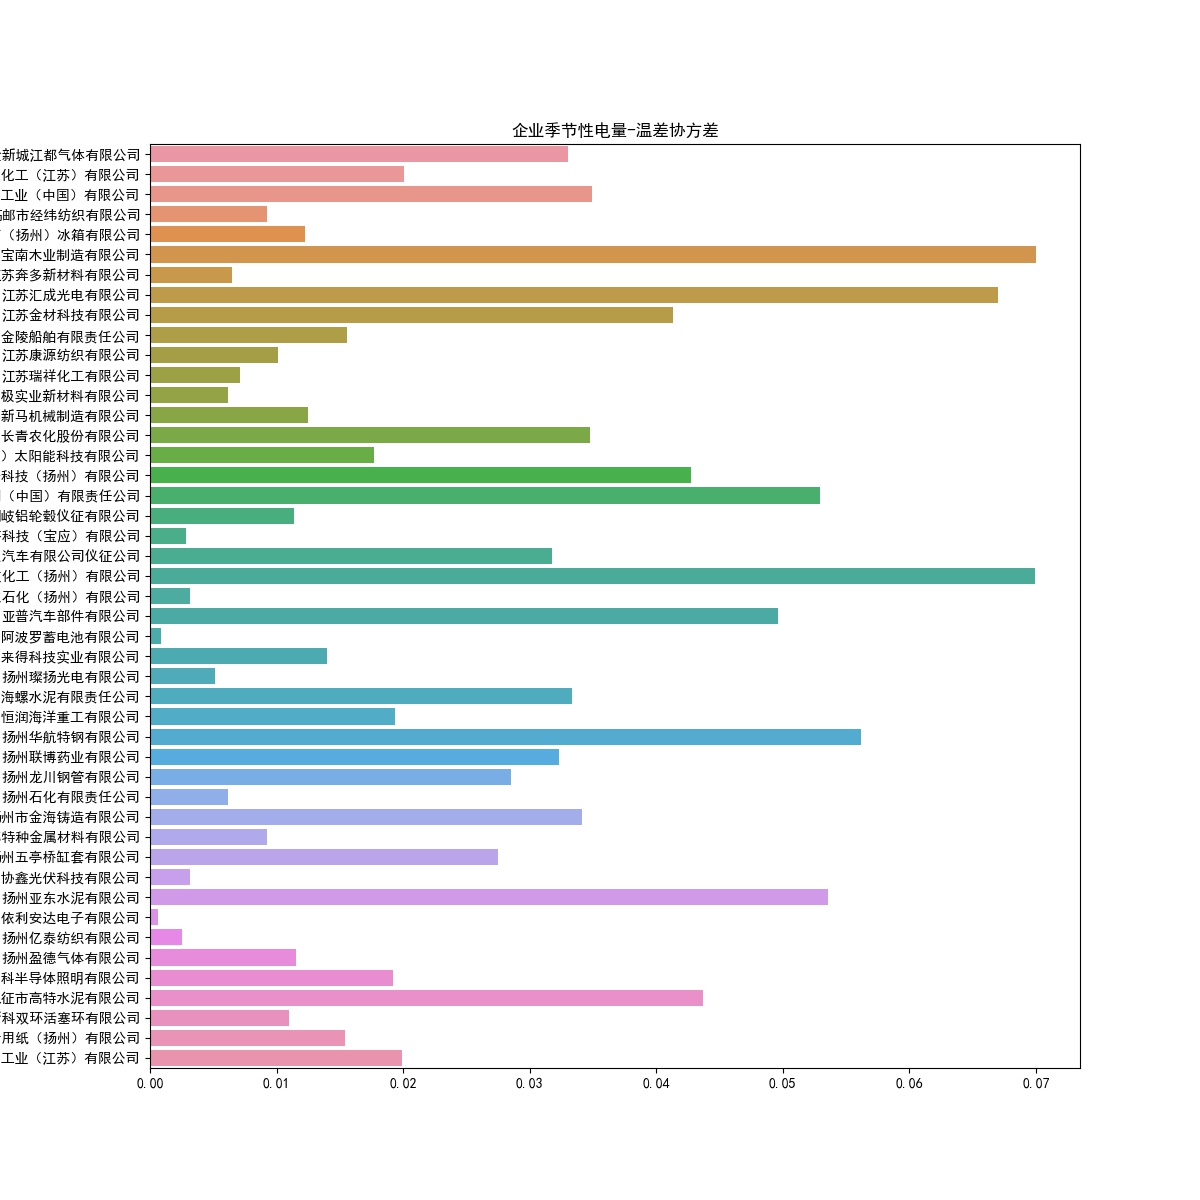 企业季节性电量-温差协方差
新城江都气体有限公司
化工（江苏）有限公司
工业（中国）有限公司
邮市经纬纺织有限公司
（扬州）冰箱有限公司
宝南木业制造有限公司
苏奔多新材料有限公司
江苏汇成光电有限公司
江苏金材科技有限公司
金陵船舶有限责任公司
江苏康源纺织有限公司
江苏瑞祥化工有限公司
极实业新材料有限公司
新马机械制造有限公司
长青农化股份有限公司
）太阳能科技有限公司
科技（扬州）有限公司
（中国）有限责任公司
岐铝轮毂仪征有限公司
科技（宝应）有限公司
汽车有限公司仪征公司
化工（扬州）有限公司
石化（扬州）有限公司
亚普汽车部件有限公司
阿波罗蓄电池有限公司
来得科技实业有限公司
扬州璨扬光电有限公司
海螺水泥有限责任公司
恒润海洋重工有限公司
扬州华航特钢有限公司
扬州联博药业有限公司
扬州龙川钢管有限公司
扬州石化有限责任公司
州市金海铸造有限公司
特种金属材料有限公司
州五亭桥缸套有限公司
协鑫光伏科技有限公司
扬州亚东水泥有限公司
依利安达电子有限公司
扬州亿泰纺织有限公司
扬州盈德气体有限公司
科半导体照明有限公司
征市高特水泥有限公司
科双环活塞环有限公司
用纸（扬州）有限公司
工业（江苏）有限公司
0.00 0.01 0.02 0.03 0.04 0.05 0.06 0.07